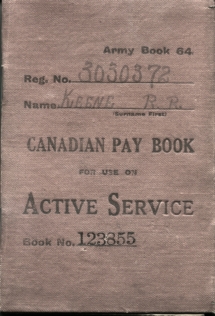 Army Book 64.
Reg. No. 3030372
Name. KEENE R. R.
(Surname First)
CANADIAN PAY BOOK
FOR USE ON
ACTIVE SERVICE
Book No. 123855